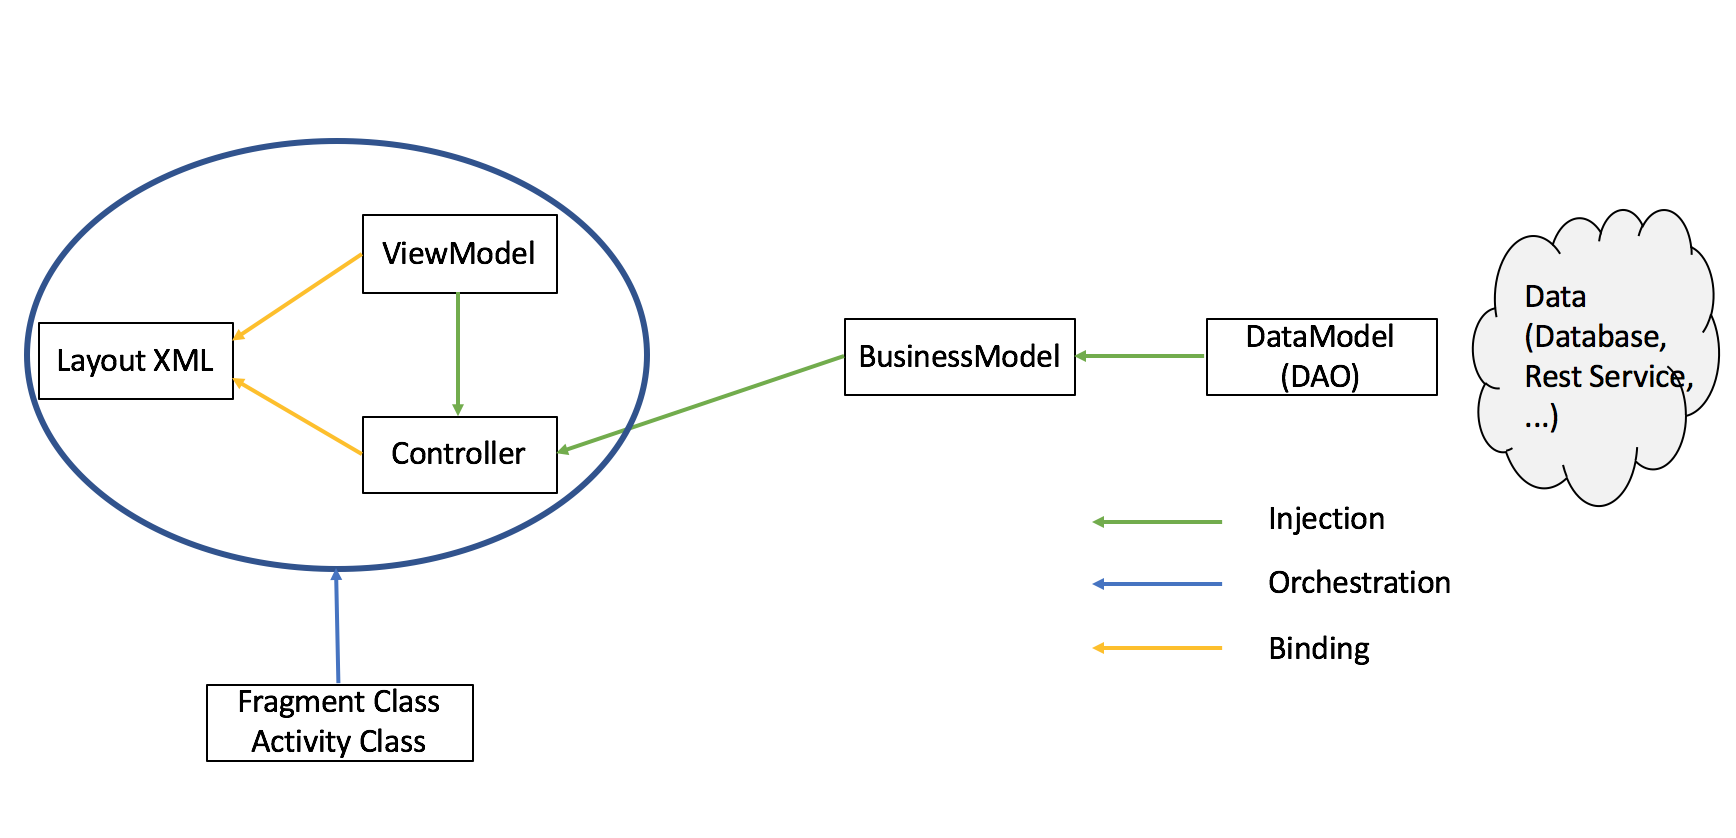 ViewModel
Layout XML
Controller
BusinessModel
DataModel
(DAO)
Data
(Database,
Rest Service,
...)
Injection
Orchestration
Binding
Fragment Class
Activity Class